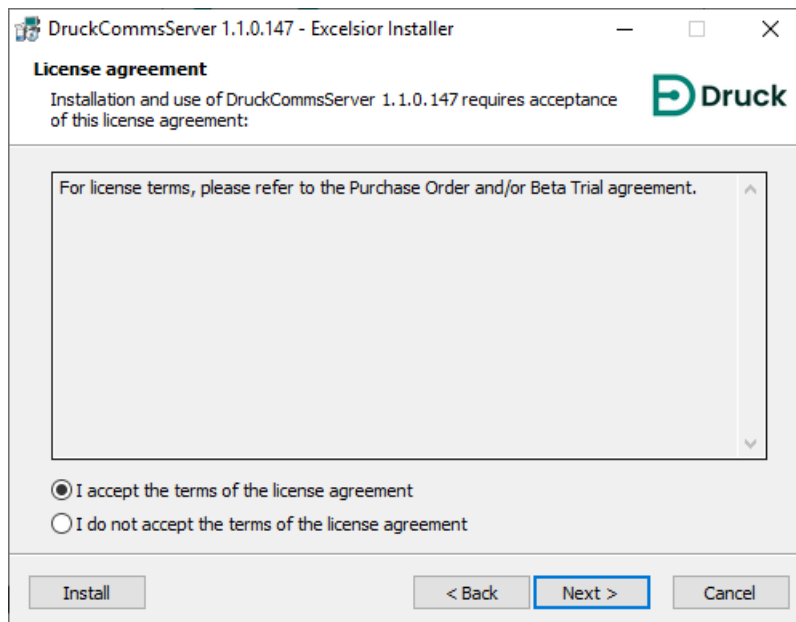 DruckCommsServer 1.1.0.147 - Excelsior Installer
License agreement
Installation and use of DruckCommsServer 1.1.0.147 requires acceptance
of this license agreement:
Druck
For license terms, please refer to the Purchase Order and/or Beta Trial agreement.
I accept the terms of the license agreement
I do not accept the terms of the license agreement
Install
< Back
Next >
Cancel